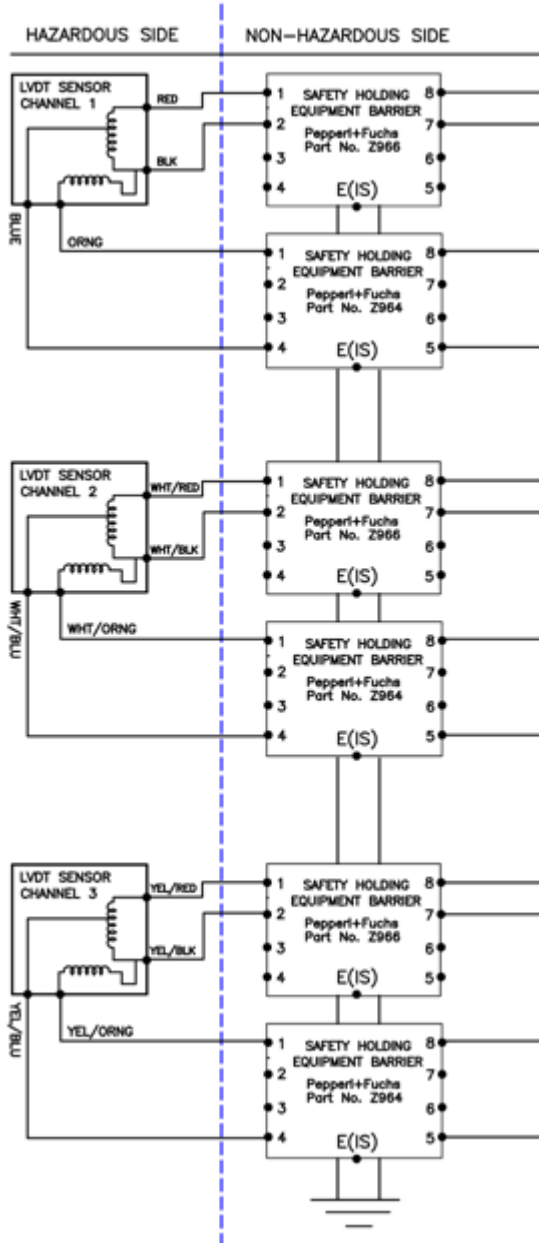 HAZARDOUS SIDE
NON-HAZARDOUS SIDE
LVDT SENSOR
CHANNEL 1
RED
BLK
BLUE
ORNG
1
2
3
4
SAFETY HOLDING
EQUIPMENT BARRIER
Pepperl+Fuchs
Part No. Z966
E(IS)
8
7
6
5
1
2
3
4
SAFETY HOLDING
EQUIPMENT BARRIER
Pepperl+Fuchs
Part No. Z964
E(IS)
8
7
6
5
LVDT SENSOR
CHANNEL 2
WHT/RED
WHT/BLK
WHT/BLU
WHT/ORNG
1
2
3
4
SAFETY HOLDING
EQUIPMENT BARRIER
Pepperl+Fuchs
Part No. Z966
E(IS)
8
7
6
5
1
2
3
4
SAFETY HOLDING
EQUIPMENT BARRIER
Pepperl+Fuchs
Part No. Z964
E(IS)
8
7
6
5
LVDT SENSOR
CHANNEL 3
YEL/RED
YEL/BLK
YEL/BLU
YEL/ORNG
1
2
3
4
SAFETY HOLDING
EQUIPMENT BARRIER
Pepperl+Fuchs
Part No. Z966
E(IS)
8
7
6
5
1
2
3
4
SAFETY HOLDING
EQUIPMENT BARRIER
Pepperl+Fuchs
Part No. Z964
E(IS)
8
7
6
5